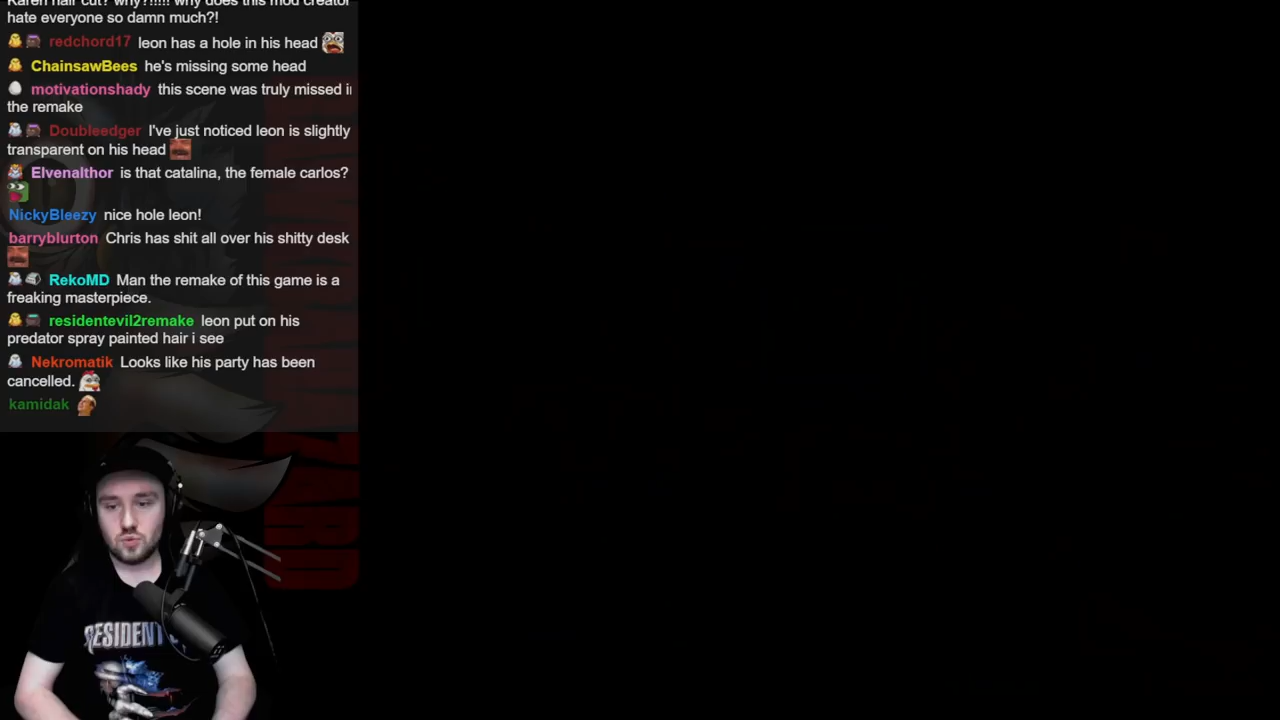 Karen hair cut? why?!!!!! why does this mod creator
hate everyone so damn much?!
redchord17 leon has a hole in his head
ChainsawBees he's missing some head
motivationshady this scene was truly missed in
the remake
Doubleedger I've just noticed leon is slightly
transparent on his head
Elvenalthor is that catalina, the female carlos?
NickyBleezy nice hole leon!
barryblurton Chris has shit all over his shitty desk
RekoMD Man the remake of this game is a
freaking masterpiece.
residentevil2remake leon put on his
predator spray painted hair i see
Nekromatik Looks like his party has been
cancelled.
kamidak
RESIDENT